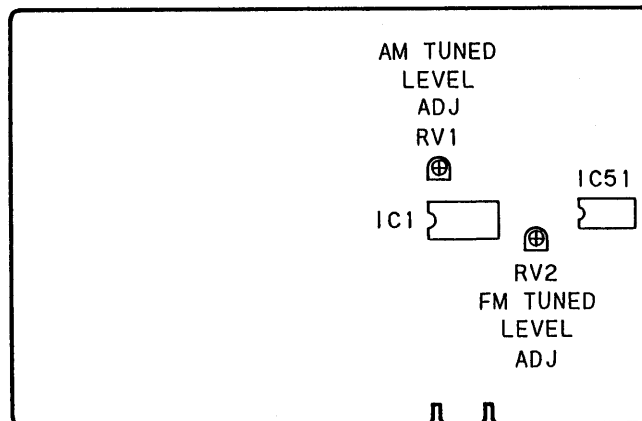 AM TUNED
LEVEL
ADJ
RV1
IC51
IC1
RV2
FM TUNED
LEVEL
ADJ